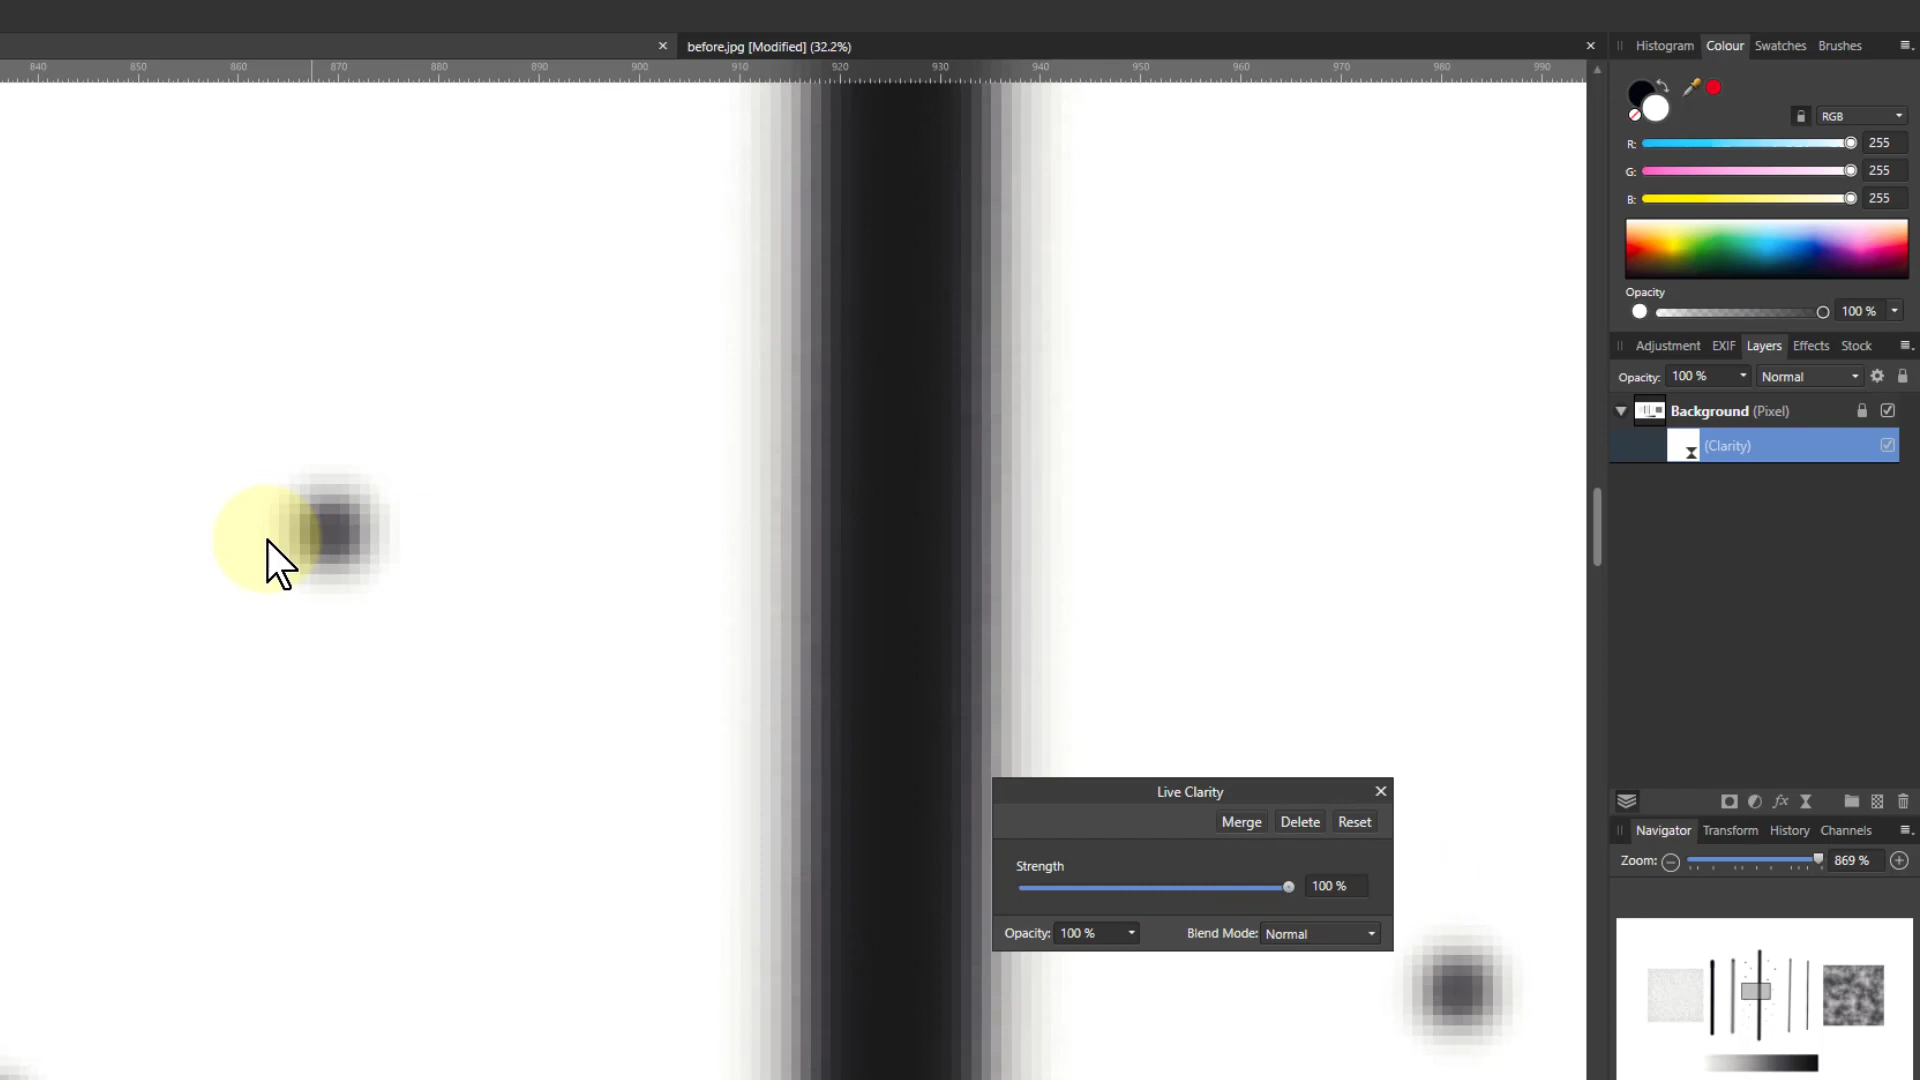 before.jpg [Modified] (32.2%)
Histogram Colour Swatches Brushes
840 850 860 870 880 890 900 910 920 930 940 950 960 970 980 990
RGB
R: 255
G: 255
B: 255
Opacity
100 %
Adjustment EXIF Layers Effects Stock
Opacity: 100 % Normal
Background (Pixel)
(Clarity)
Live Clarity
Merge Delete Reset
Strength
100 %
Opacity: 100 % Blend Mode: Normal
fx
Navigator Transform History Channels
Zoom: 869 %